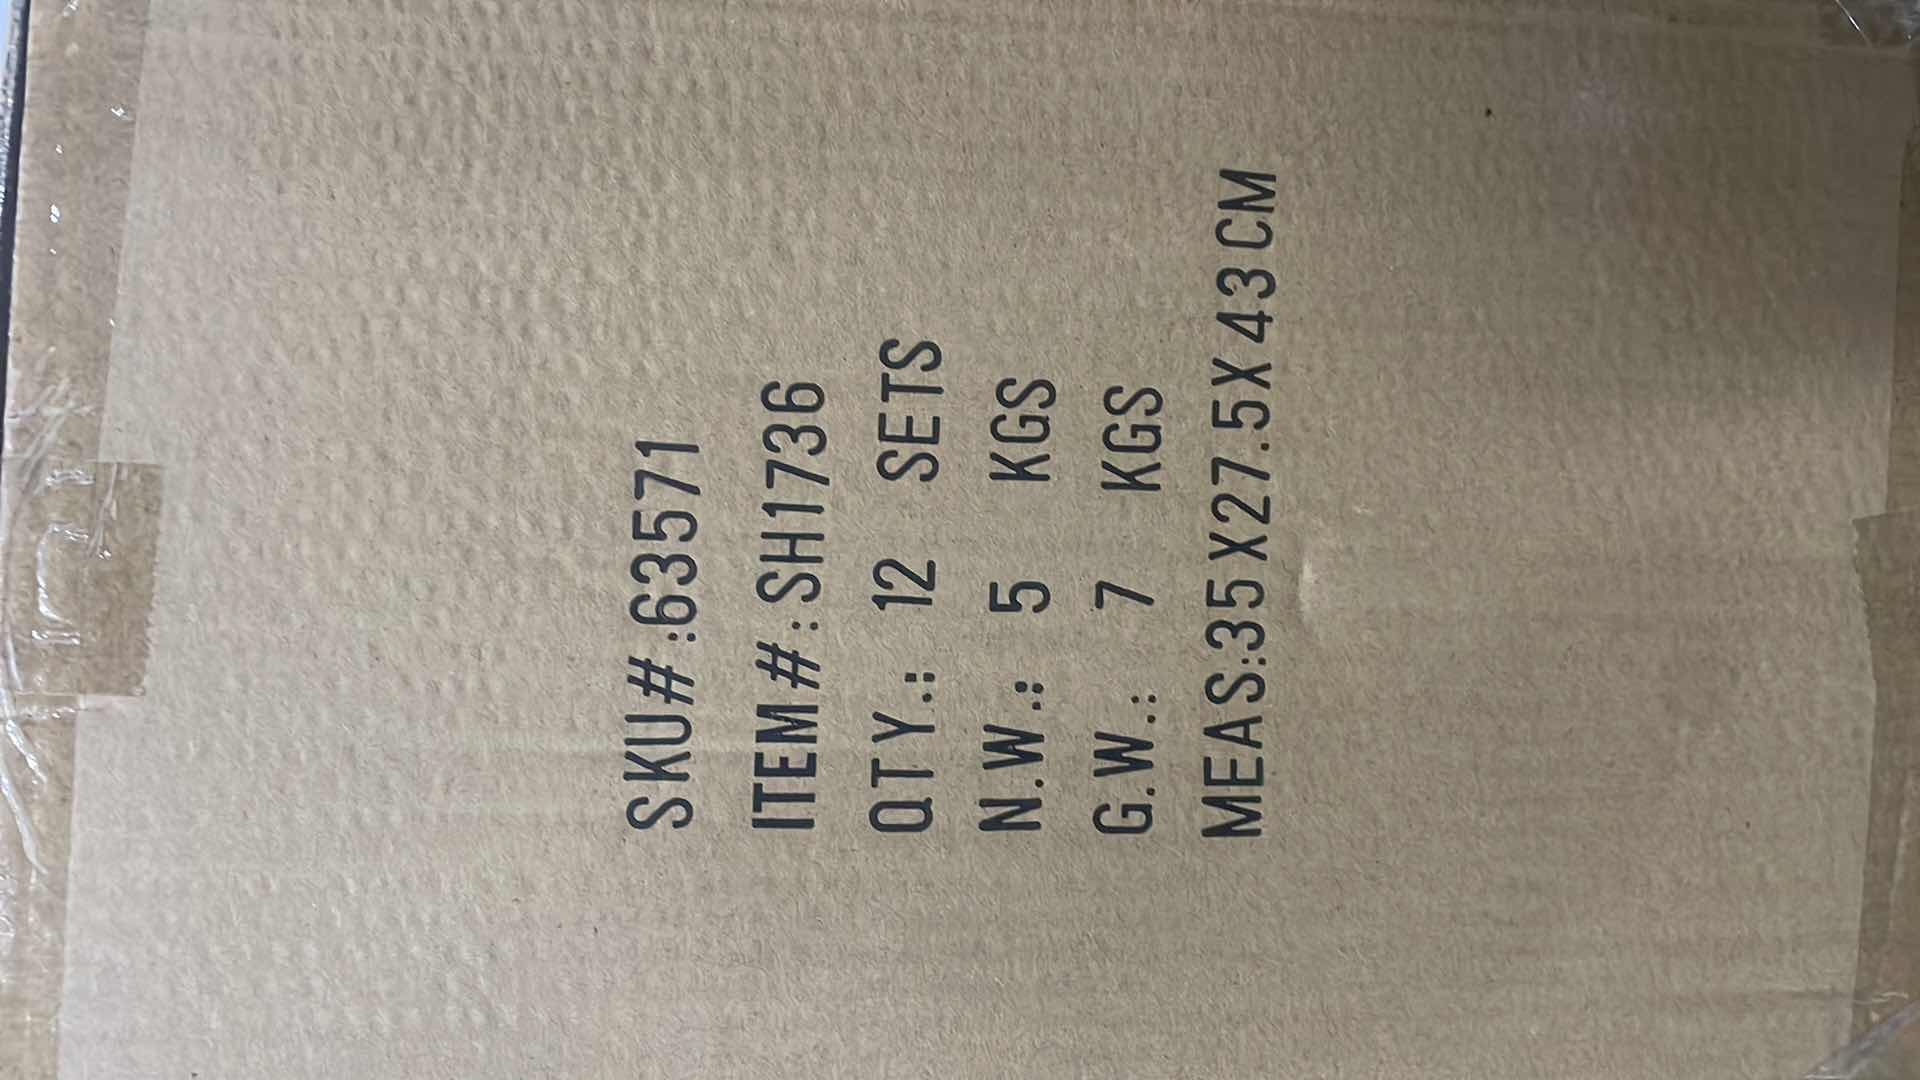 SKU#:63571
ITEM#:SH1736
QTY.: 12 SETS
N.W.: 5 KGS
G.W.: 7 KGS
MEAS:35X27.5X43CM